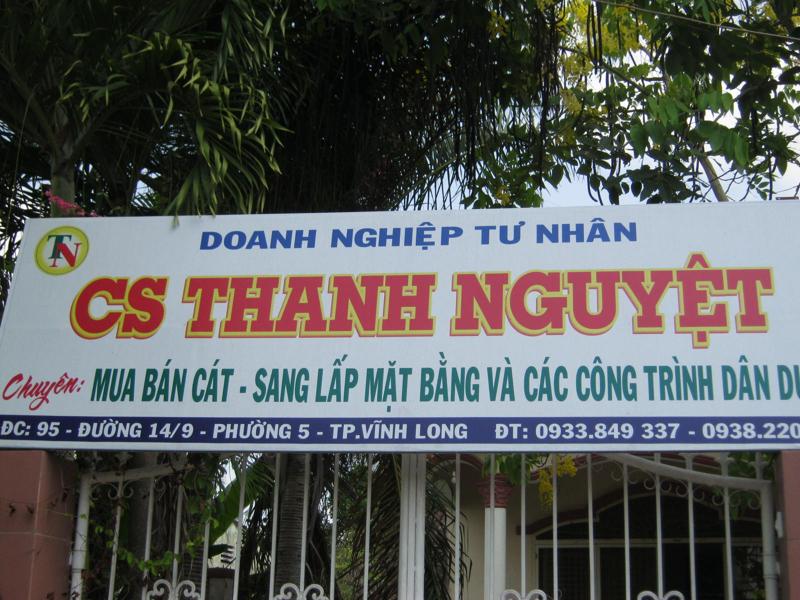 TN
DOANH NGHIỆP TƯ NHÂN
CS THANH NGUYỆT
Chuyên: MUA BÁN CÁT - SANG LẤP MẶT BẰNG VÀ CÁC CÔNG TRÌNH DÂN
ĐC: 95 - ĐƯỜNG 14/9 - PHƯỜNG 5 - TP.VĨNH LONG ĐT: 0933.849 337 - 0938.220